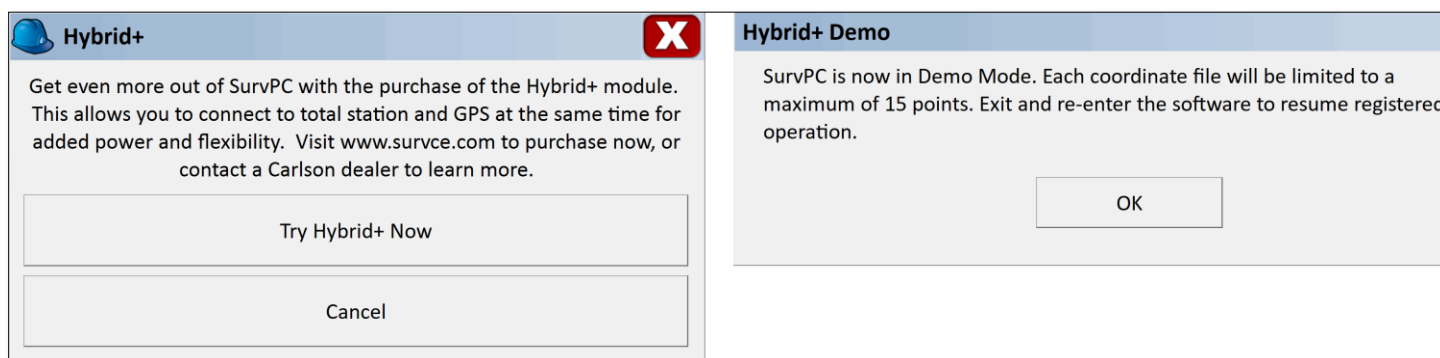 Hybrid+
Get even more out of SurvPC with the purchase of the Hybrid+ module.
This allows you to connect to total station and GPS at the same time for
added power and flexibility. Visit www.survce.com to purchase now, or
contact a Carlson dealer to learn more.
Try Hybrid+ Now
Cancel
Hybrid+ Demo
SurvPC is now in Demo Mode. Each coordinate file will be limited to a
maximum of 15 points. Exit and re-enter the software to resume registered
operation.
OK